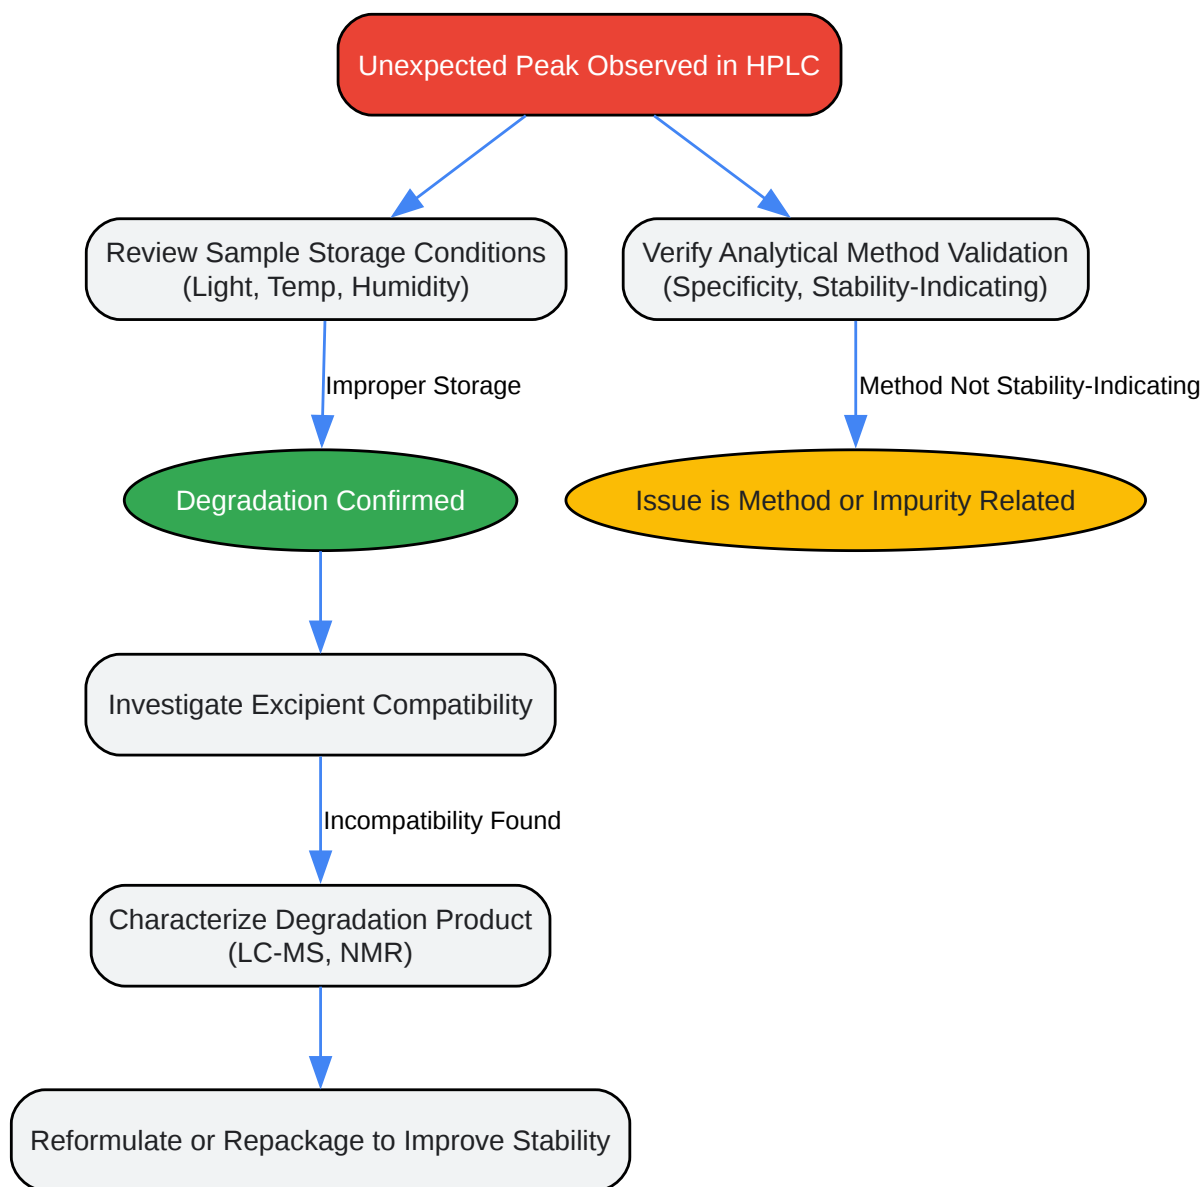 Unexpected Peak Observed in HPLC
Review Sample Storage Conditions
(Light, Temp, Humidity)
Verify Analytical Method Validation
(Specificity, Stability-Indicating)
Improper Storage
Method Not Stability-Indicating
Degradation Confirmed
Issue is Method or Impurity Related
Investigate Excipient Compatibility
Incompatibility Found
Characterize Degradation Product
(LC-MS, NMR)
Reformulate or Repackage to Improve Stability